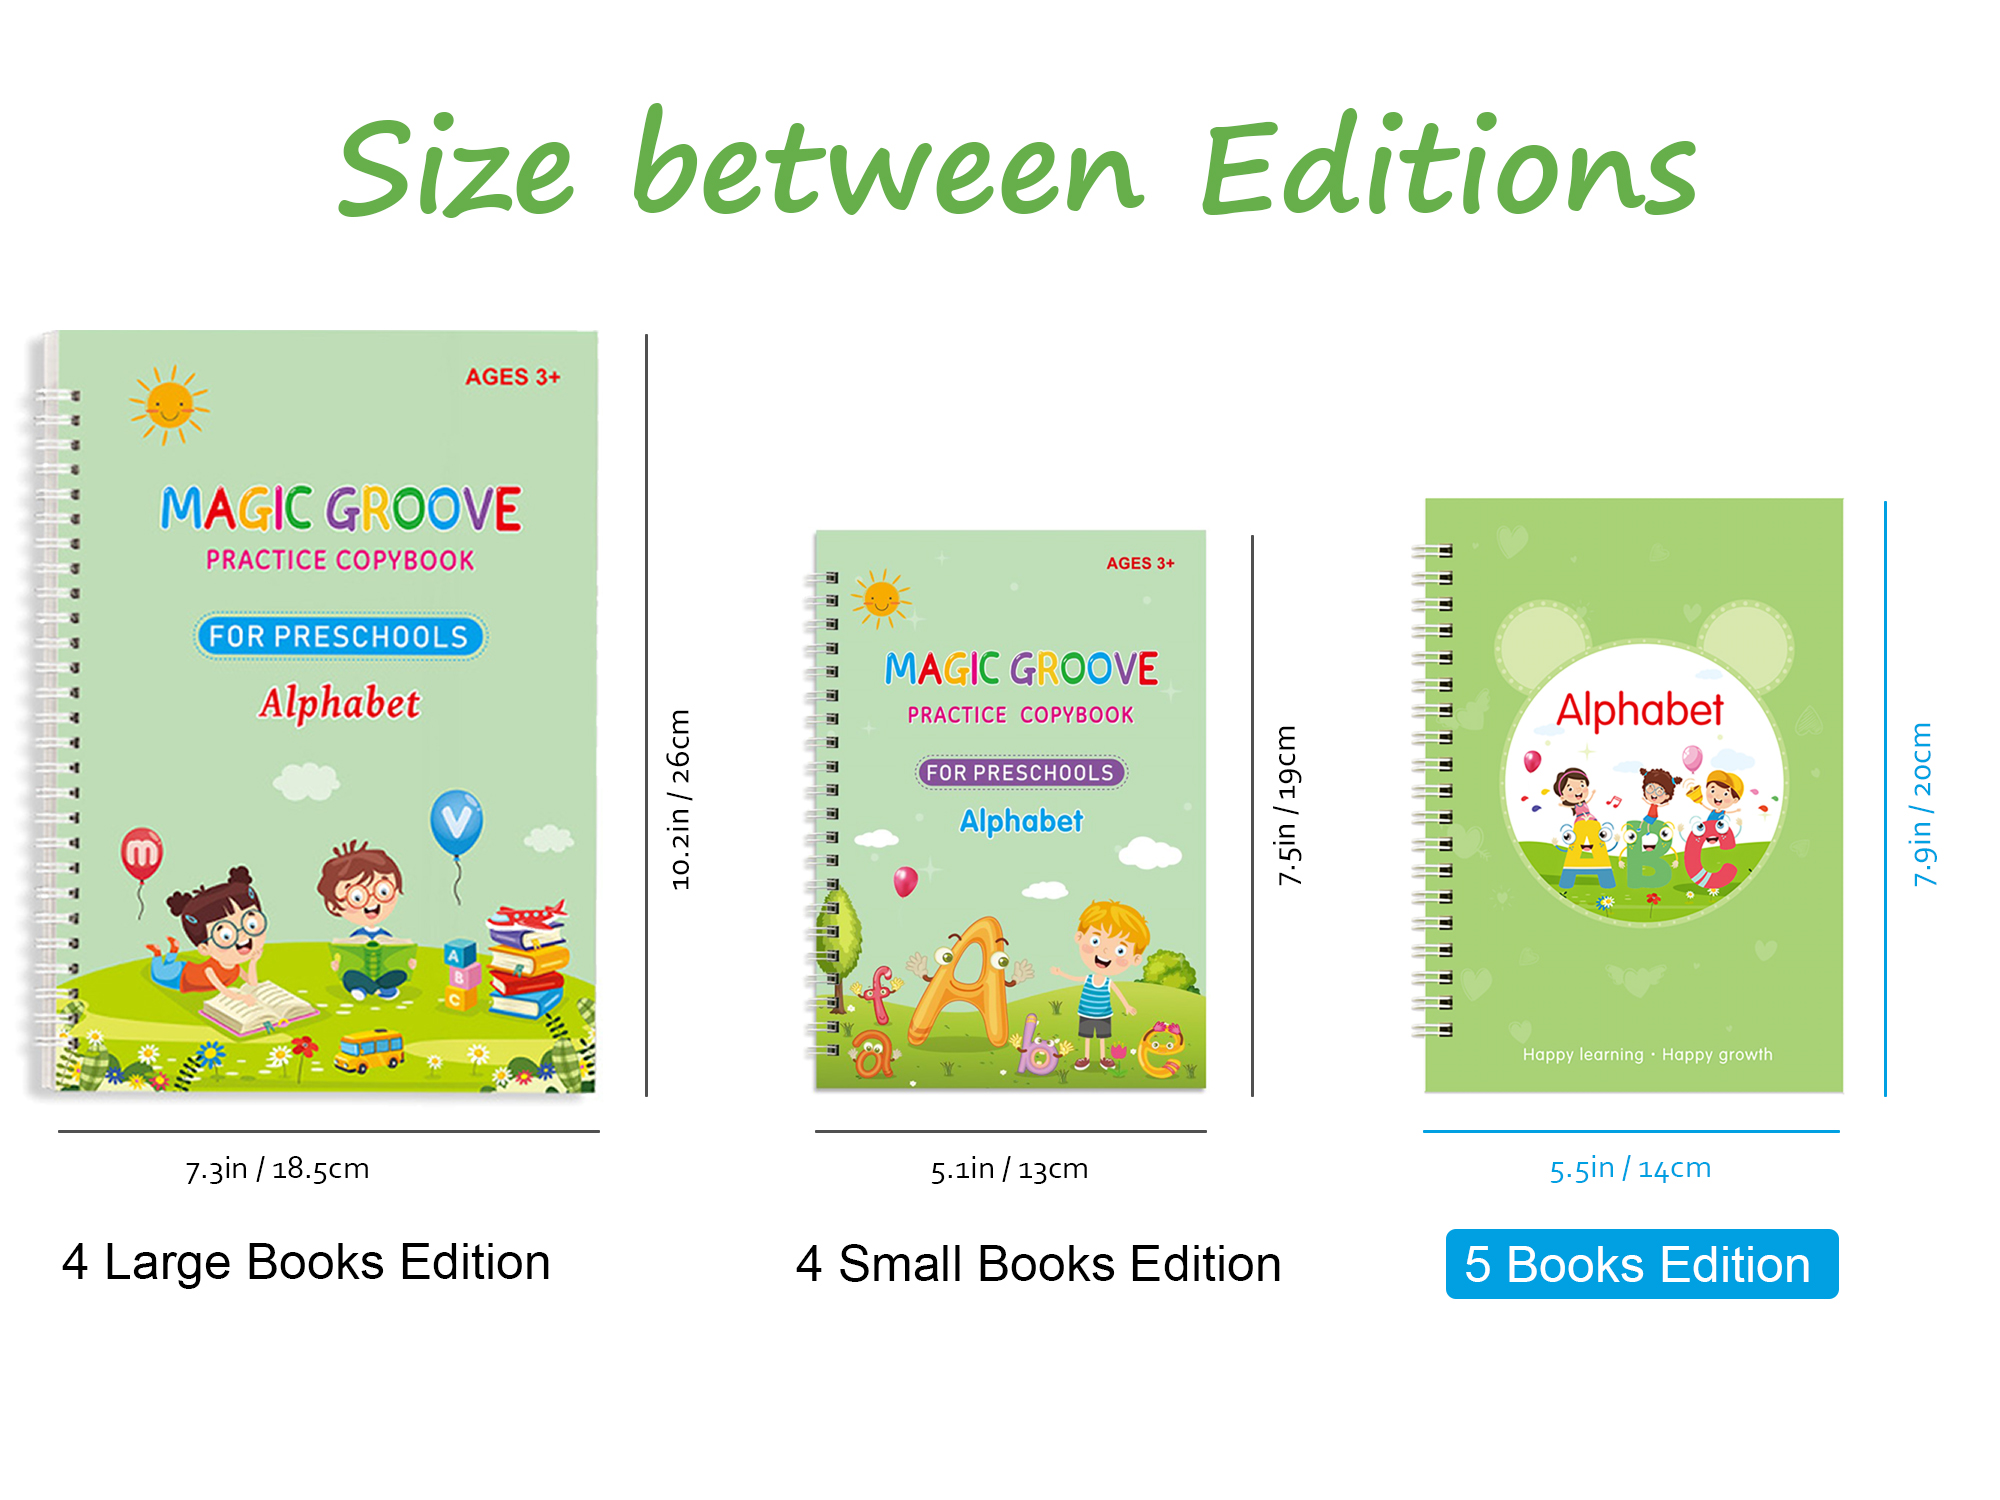 Size between Editions
AGES 3+
MAGIC GROOVE
PRACTICE COPYBOOK
FOR PRESCHOOLS
Alphabet
m
V
A
B
C
10.2in / 26cm
7.3in / 18.5cm
4 Large Books Edition
AGES 3+
MAGIC GROOVE
PRACTICE COPYBOOK
FOR PRESCHOOLS
Alphabet
f
A
a
b
e
7.5in / 19cm
5.1in / 13cm
4 Small Books Edition
Alphabet
ABC
Happy learning · Happy growth
7.9in / 20cm
5.5in / 14cm
5 Books Edition